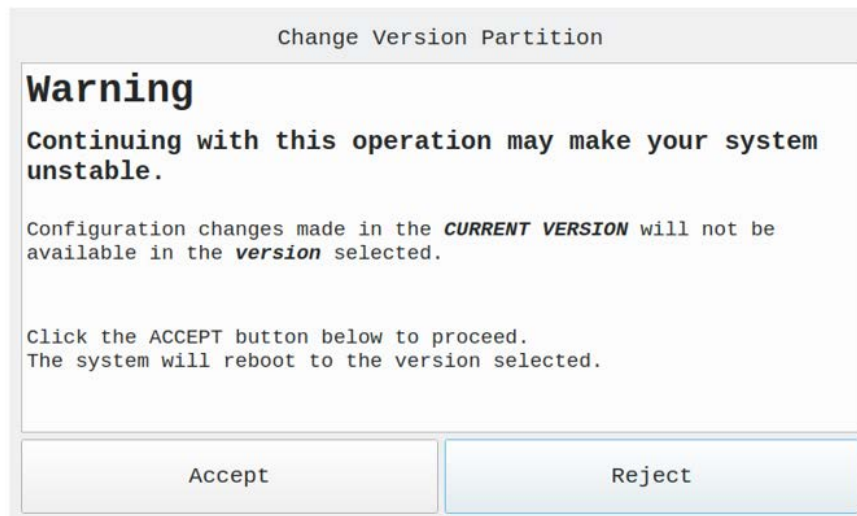 Change Version Partition
Warning
Continuing with this operation may make your system
unstable.
Configuration changes made in the CURRENT VERSION will not be
available in the version selected.
Click the ACCEPT button below to proceed.
The system will reboot to the version selected.
Accept
Reject